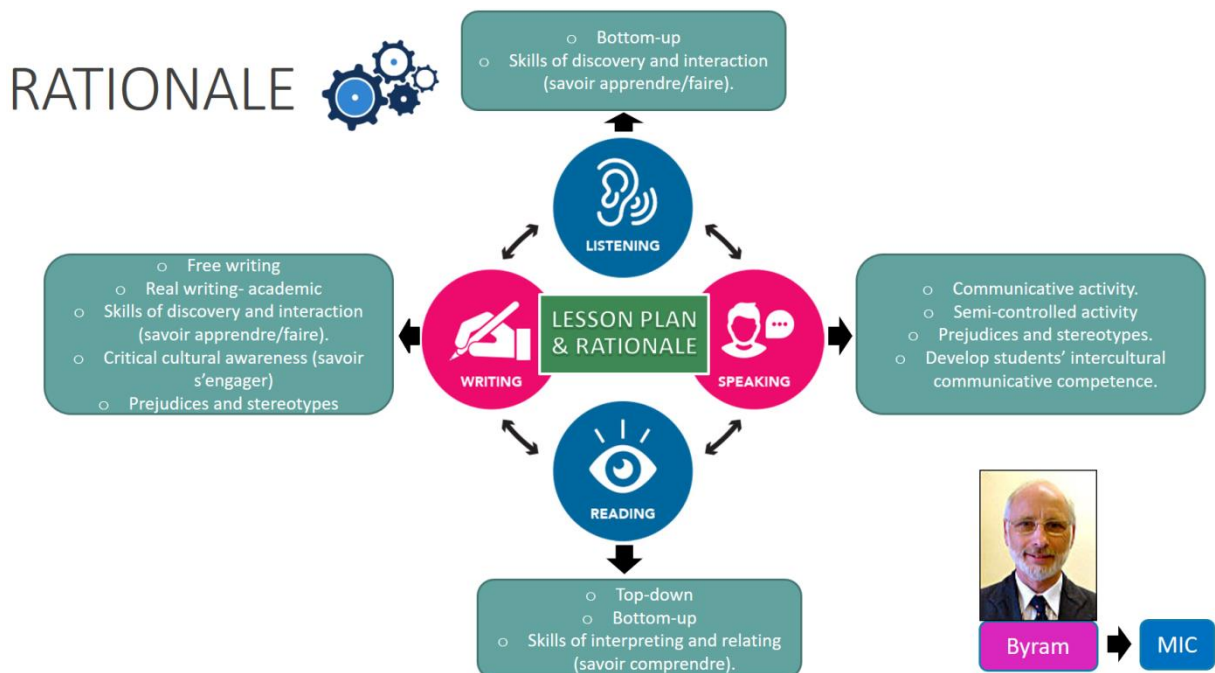 RATIONALE
o Bottom-up
o Skills of discovery and interaction
(savoir apprendre/faire).
LISTENING
o Free writing
o Real writing- academic
o Skills of discovery and interaction
(savoir apprendre/faire).
o Critical cultural awareness (savoir
s'engager)
o Prejudices and stereotypes
WRITING
LESSON PLAN
& RATIONALE
SPEAKING
o Communicative activity.
o Semi-controlled activity
o Prejudices and stereotypes.
o Develop students' intercultural
communicative competence.
READING
o Top-down
o Bottom-up
o Skills of interpreting and relating
(savoir comprendre).
Byram
MIC